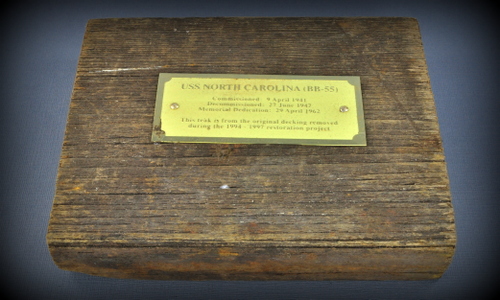 USS NORTH CAROLINA (BB-55)
Commissioned: 9 April 1941
Decommissioned: 27 June 1947
Memorial Dedication: 29 April 1962
This teak is from the original decking removed
during the 1994 - 1997 restoration project.